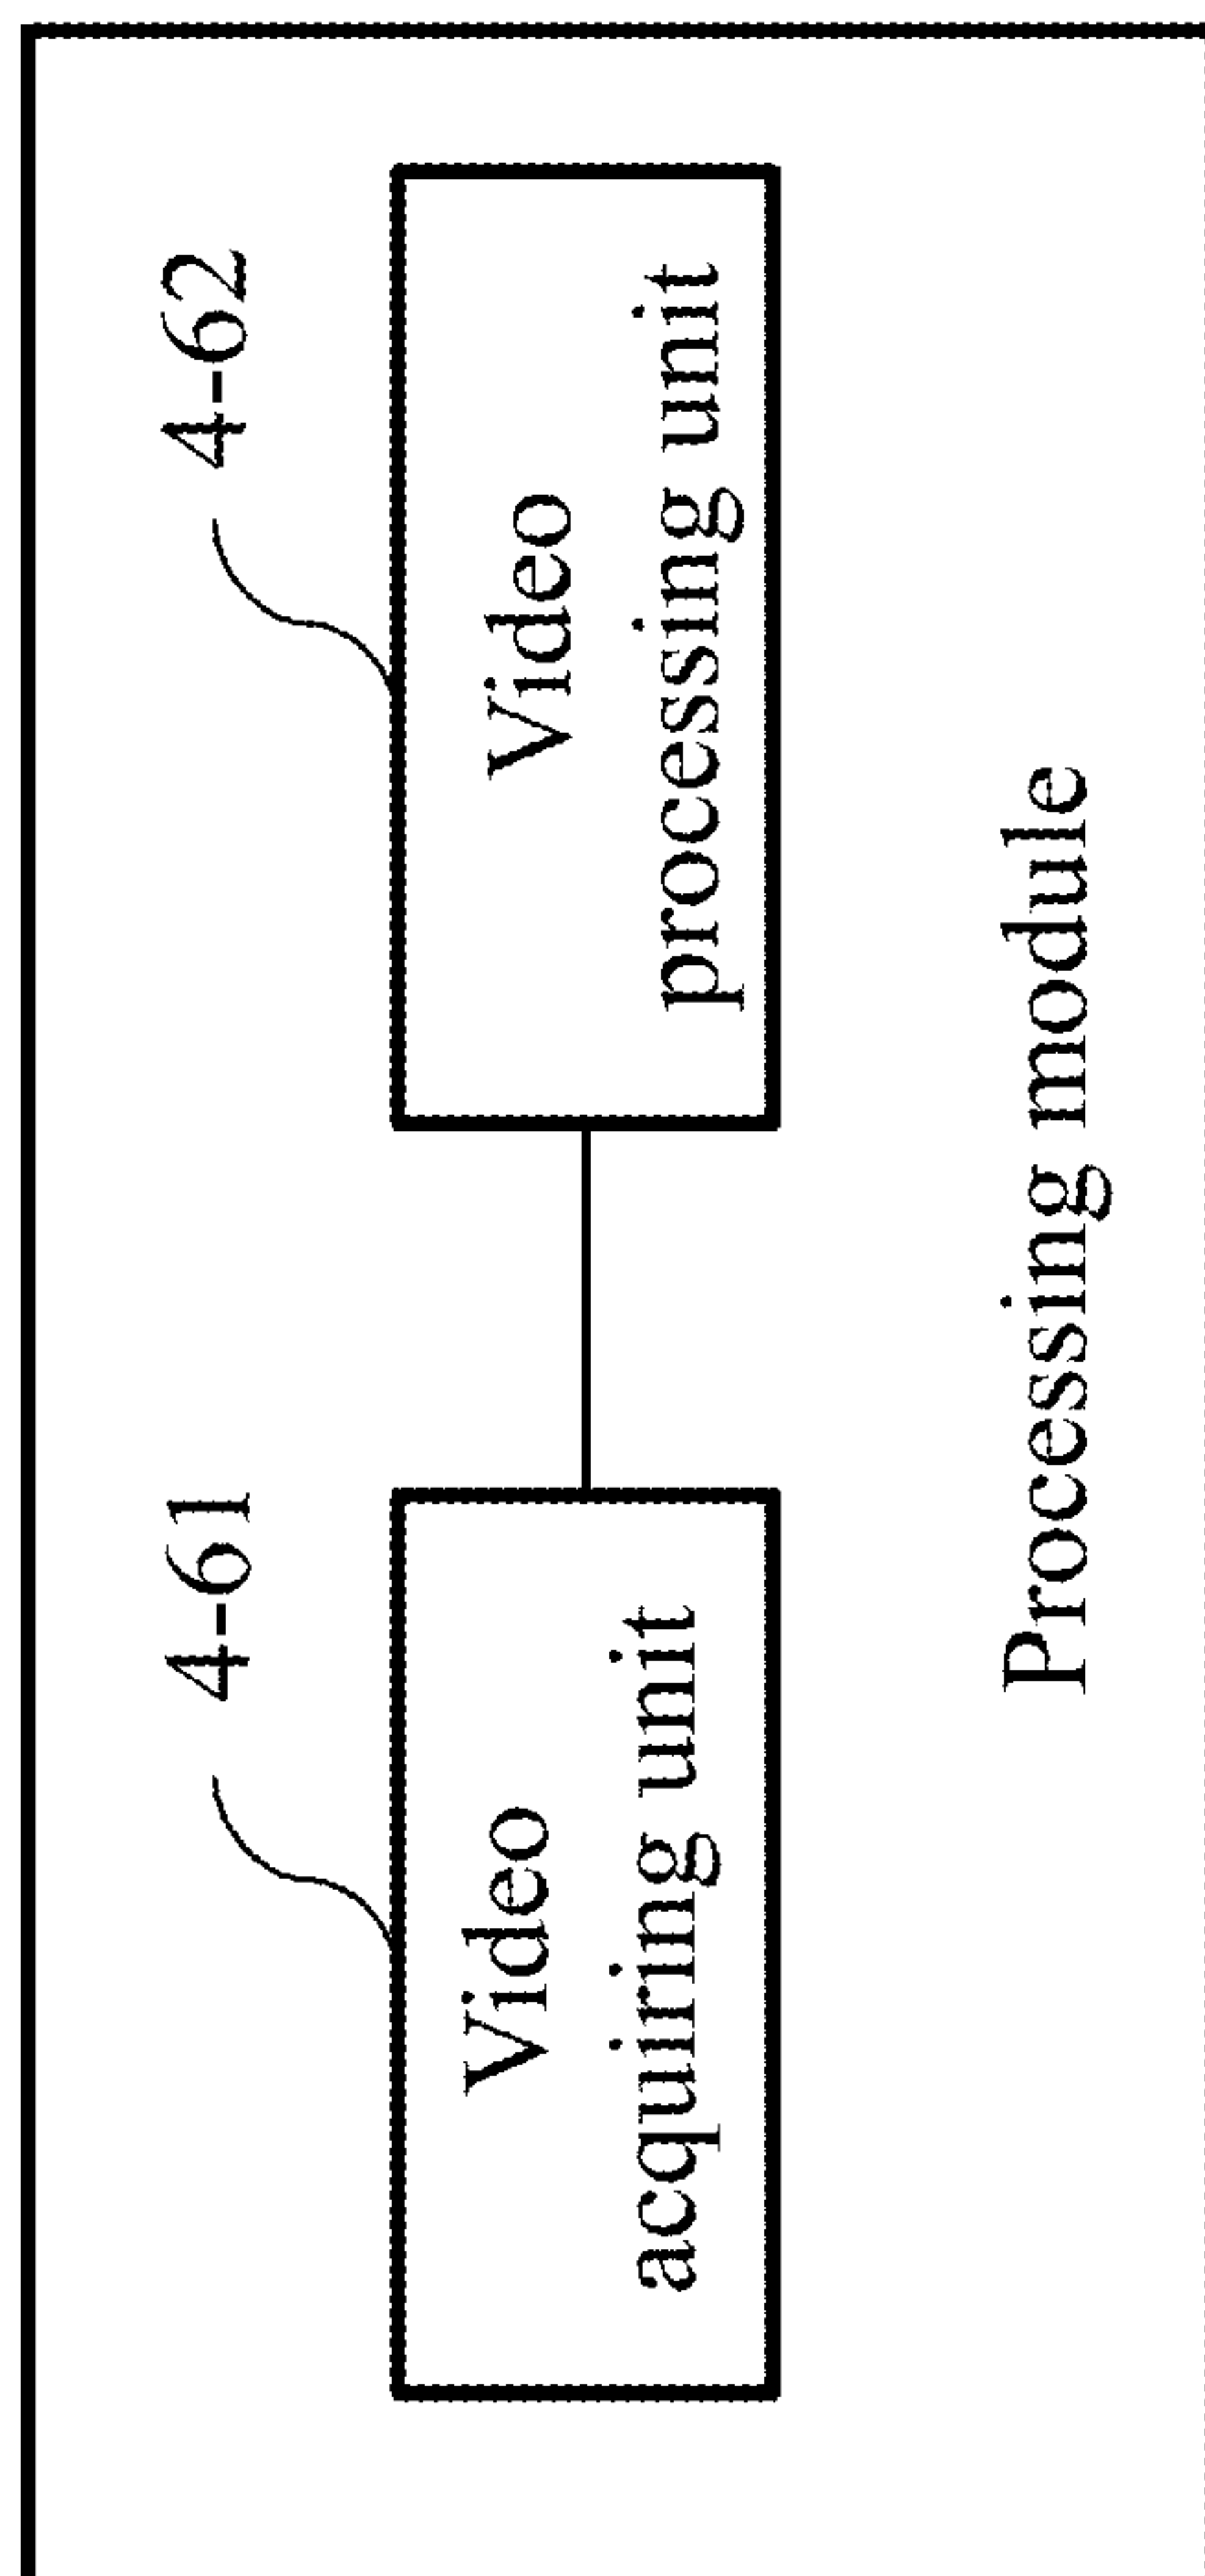 4-61
4-62
Video
acquiring unit
Video
processing unit
Processing module